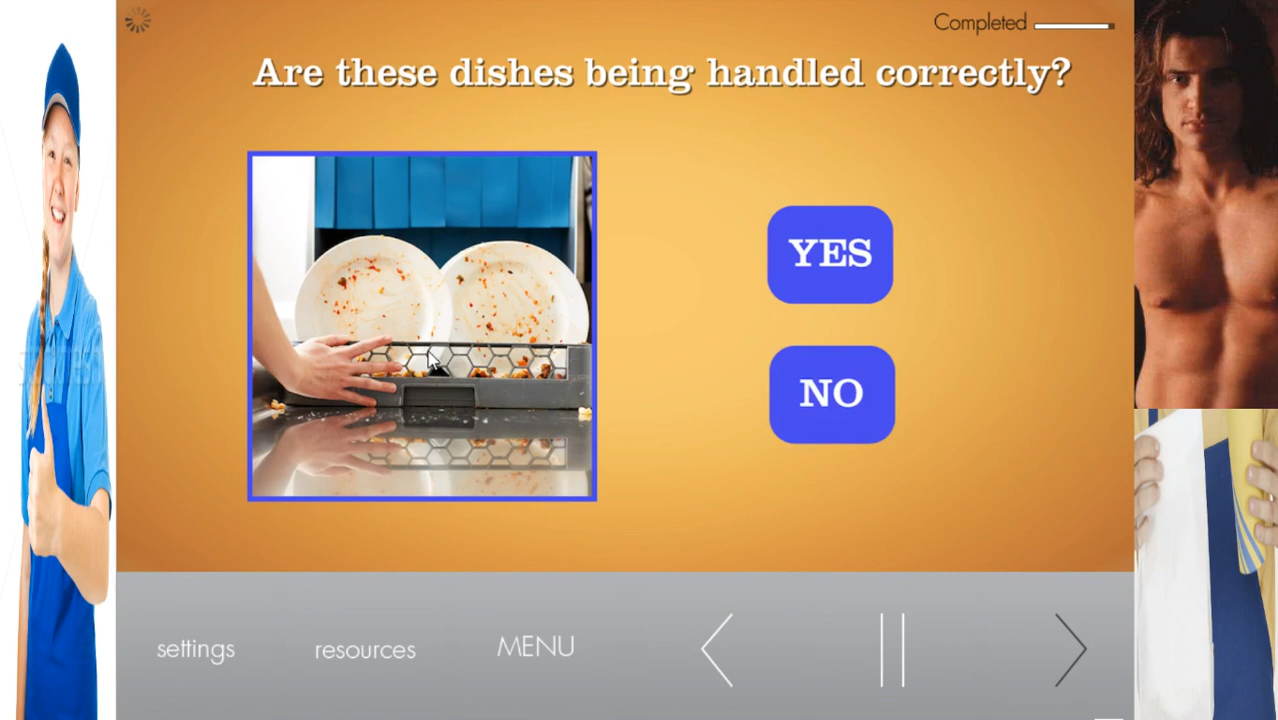 Completed
Are these dishes being handled correctly?
YES
NO
settings
resources
MENU